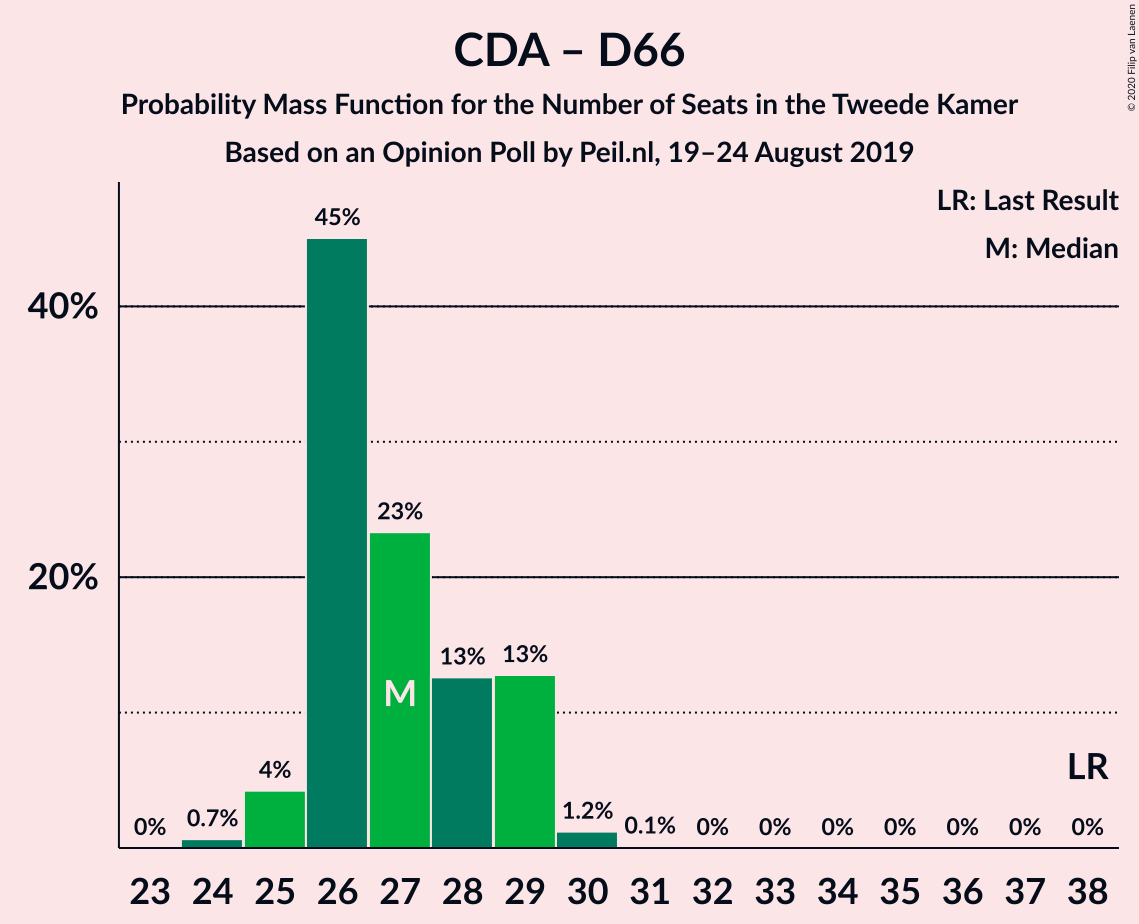 CDA – D66
Probability Mass Function for the Number of Seats in the Tweede Kamer
Based on an Opinion Poll by Peil.nl, 19–24 August 2019
© 2020 Filip van Laenen
LR: Last Result
M: Median
40%
20%
0% 0.7% 4% 45% 23% 13% 13% 1.2% 0.1% 0% 0% 0% 0% 0% 0% 0%
M
LR
23 24 25 26 27 28 29 30 31 32 33 34 35 36 37 38